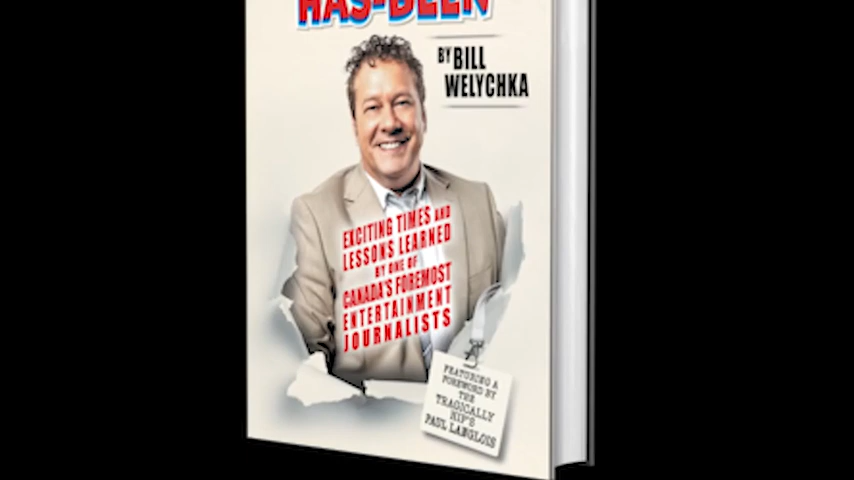 HAS-BEEN
BY BILL
WELYCHKA
EXCITING TIMES AND
LESSONS LEARNED
BY ONE OF
CANADA'S FOREMOST
ENTERTAINMENT
JOURNALISTS
FEATURING A
FOREWORD BY
THE
TRAGICALLY
HIP'S
PAUL LANGLOIS